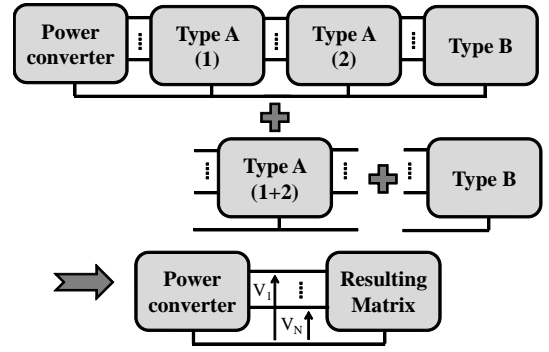 Power converter
Type A (1)
Type A (2)
Type B
Type A (1+2)
Type B
Power converter
V1
VN
Resulting Matrix